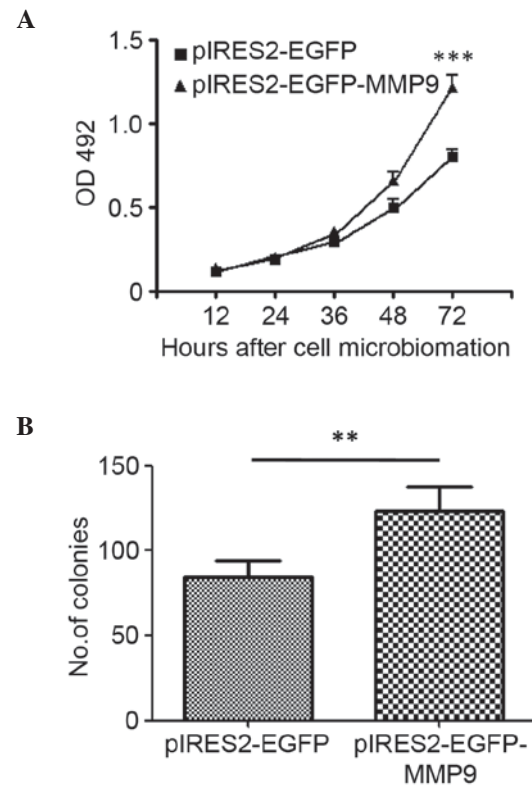 A
1.5
1.0
0.5
0
OD 492
pIRES2-EGFP
pIRES2-EGFP-MMP9
***
12 24 36 48 72
Hours after cell microbiomation
B
**
150
100
50
0
No.of colonies
pIRES2-EGFP
pIRES2-EGFP-
MMP9